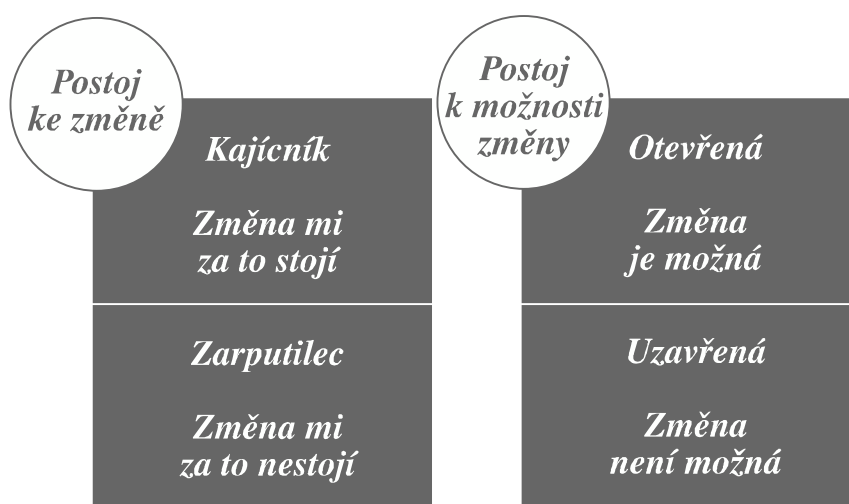 Postoj
ke změně
Kajícník
Změna mi
za to stojí
Zarputilec
Změna mi
za to nestojí
Postoj
k možnosti
změny
Otevřená
Změna
je možná
Uzavřená
Změna
není možná